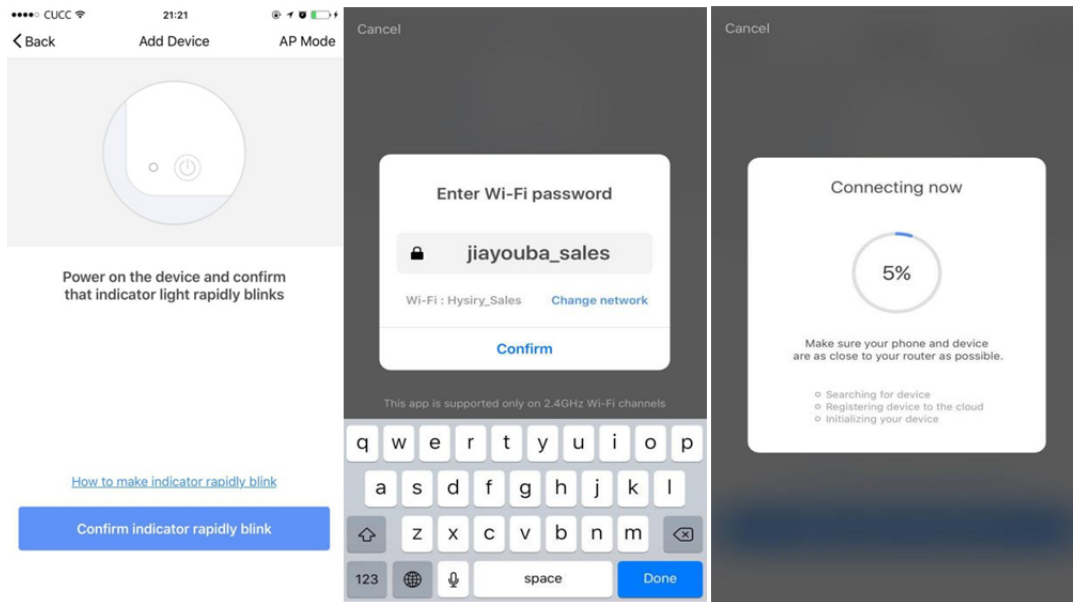 CUCC 21:21
Back Add Device AP Mode
Power on the device and confirm
that indicator light rapidly blinks
How to make indicator rapidly blink
Confirm indicator rapidly blink
Cancel
Enter Wi-Fi password
jiayouba_sales
Wi-Fi : Hysiry_Sales Change network
Confirm
This app is supported only on 2.4GHz Wi-Fi channels
q w e r t y u i o p
a s d f g h j k l
z x c v b n m
123 space Done
Cancel
Connecting now
5%
Make sure your phone and device
are as close to your router as possible.
Searching for device
Registering device to the cloud
Initializing your device